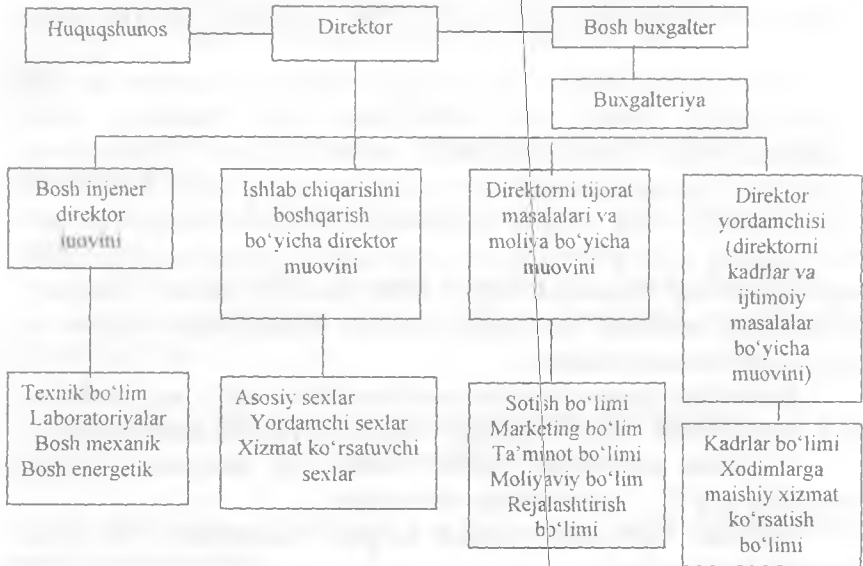 Huquqshunos
Direktor
Bosh buxgalter
Buxgalteriya
Bosh injener
direktor
Ishlab chiqarishni
boshqarish
bo‘yicha direktor
muovini
Direktorni tijorat
masalalari va
moliya bo‘yicha
muovini
Direktor
yordamchisi
(direktorni
kadrlar va
ijtimoiy
masalalar
bo‘yicha
muovini)
Texnik bo‘lim
Laboratoriyalar
Bosh mexanik
Bosh energetik
Asosiy sexlar
Yordamchi sexlar
Xizmat ko‘rsatuvchi
sexlar
Sotish bo‘limi
Marketing bo‘lim
Ta’minot bo‘limi
Moliyaviy bo‘lim
Rejalashtirish
bo‘limi
Kadrlar bo‘limi
Xodimlarga
maishiy xizmat
ko‘rsatish
bo‘limi